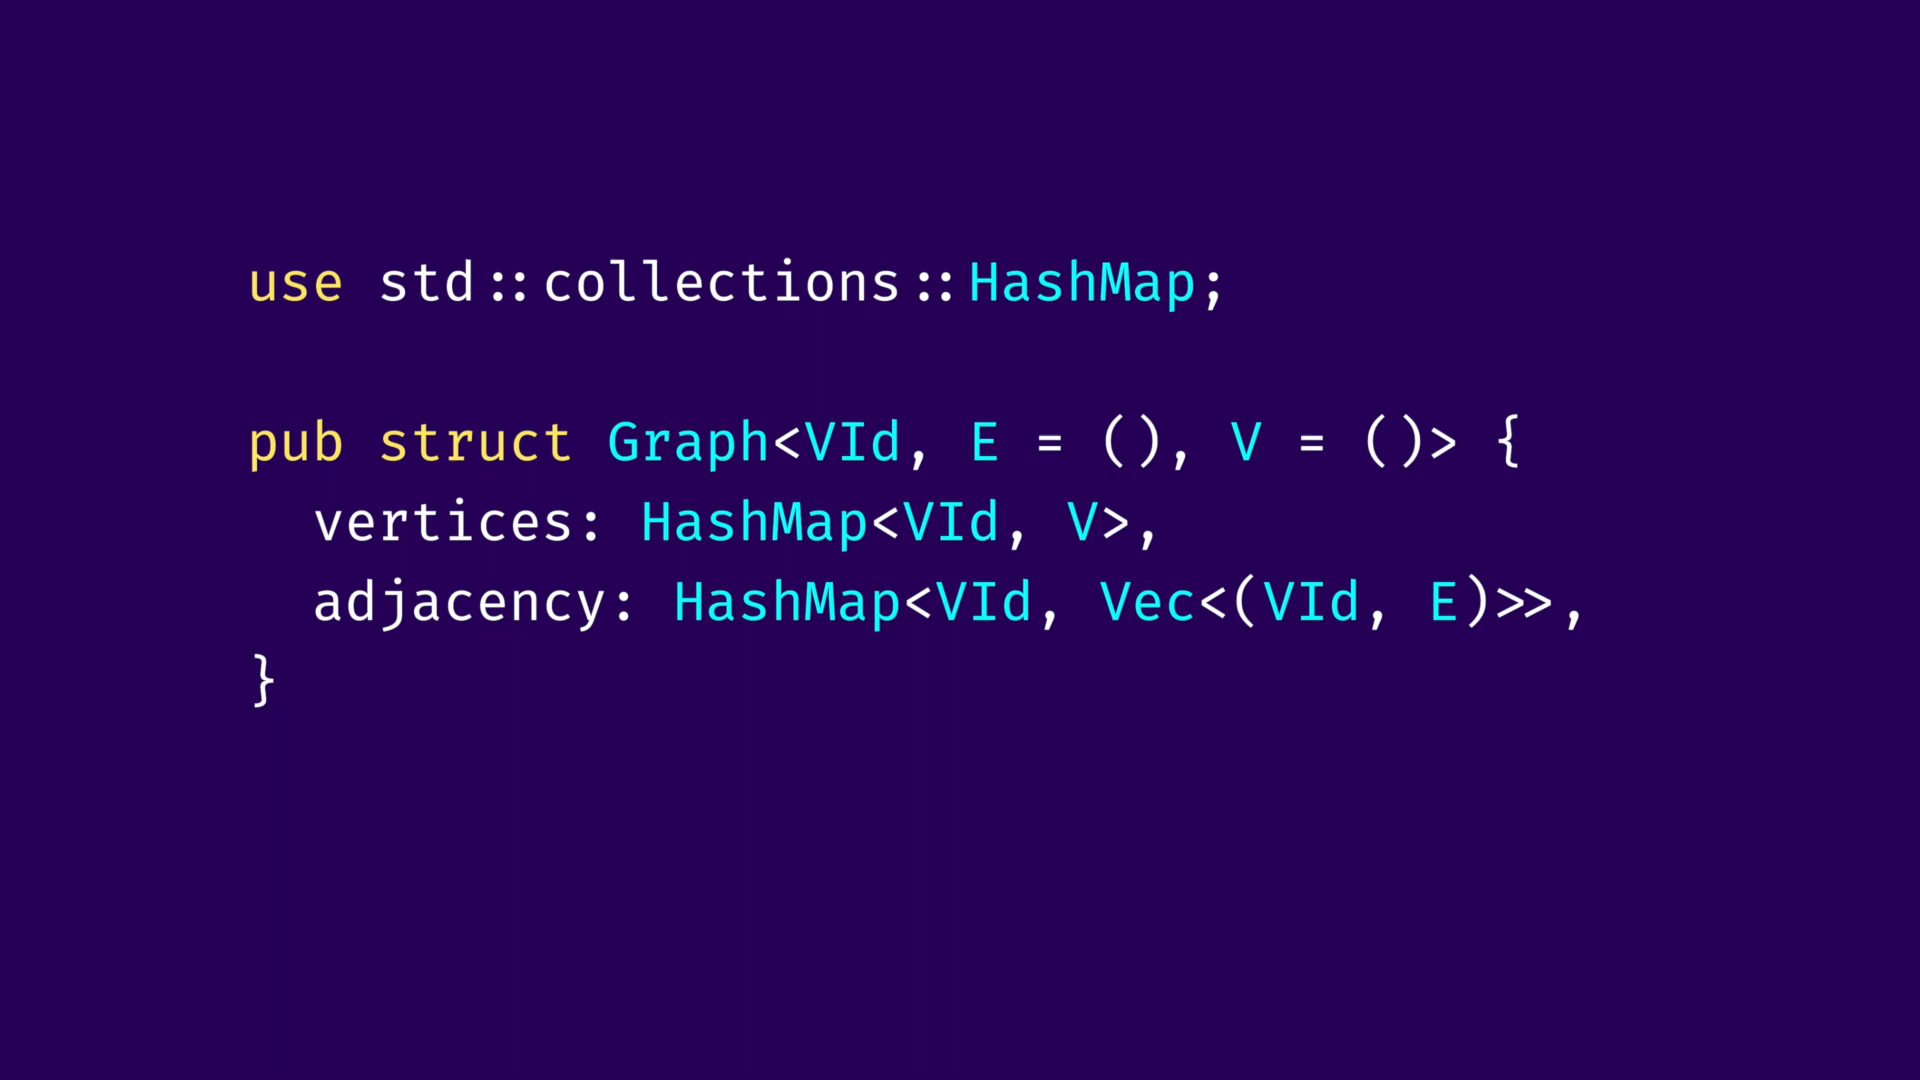 use std::collections::HashMap;
pub struct Graph<VId, E = (), V = ()> {
  vertices: HashMap<VId, V>,
  adjacency: HashMap<VId, Vec<(VId, E)>>,
}